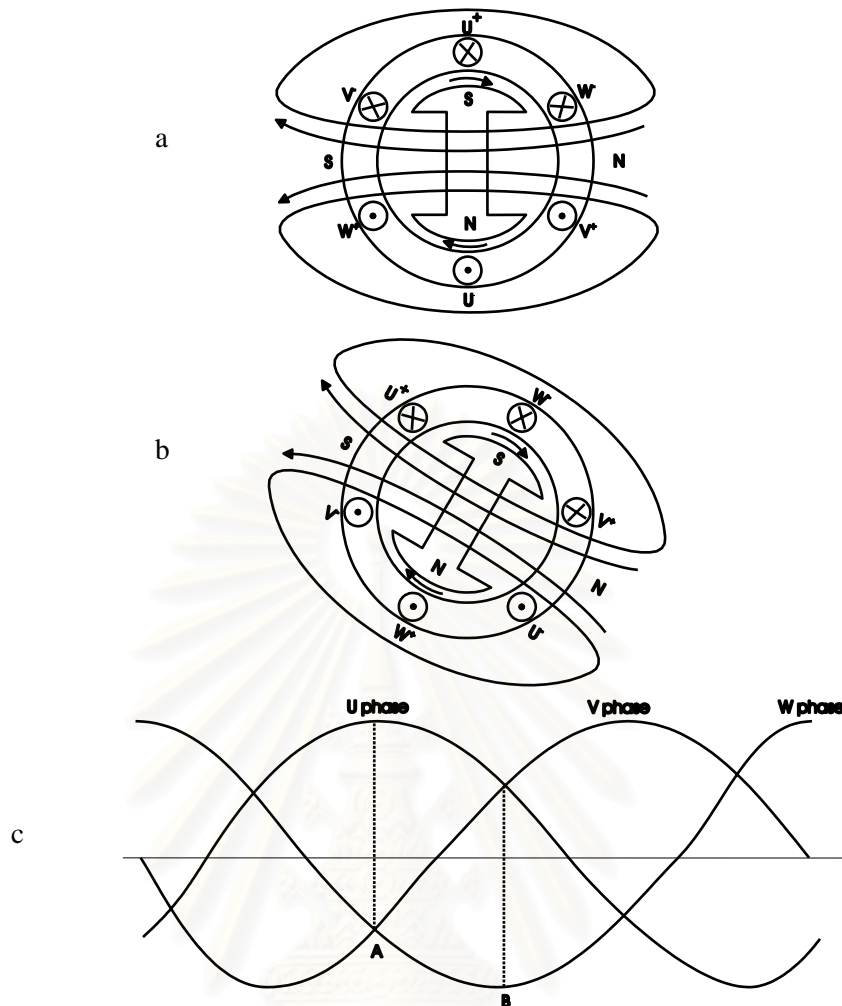 U+
V-
W-
S
a
S
N
N
W+
V+
U
U+
W-
S
S
b
V-
V+
N
N
W+
U-
U phase
V phase
W phase
c
A
B